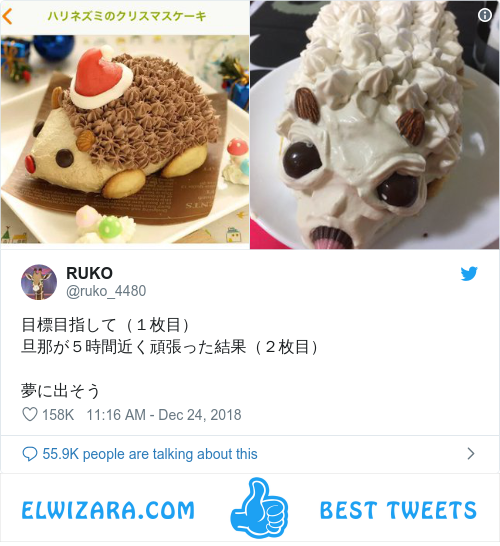 ハリネズミのクリスマスケーキ
RUKO
@ruko_4480
目標目指して（１枚目）
旦那が５時間近く頑張った結果（２枚目）
夢に出そう
158K 11:16 AM - Dec 24, 2018
55.9K people are talking about this
ELWIZARA.COM BEST TWEETS